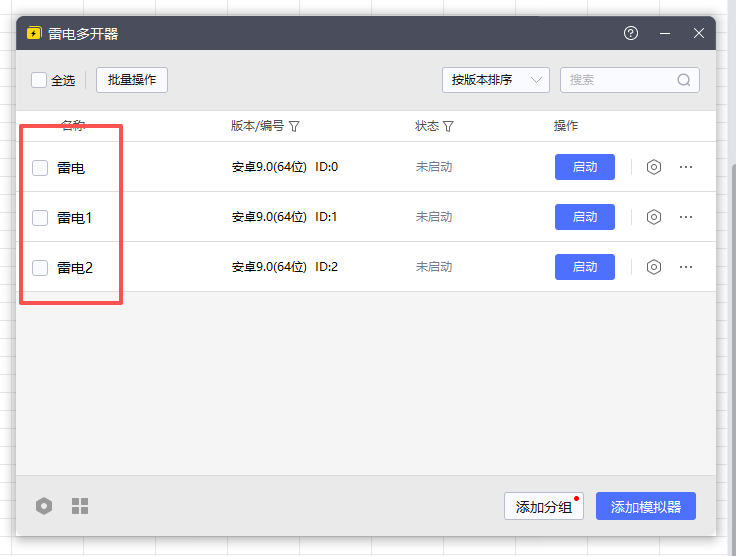 雷电多开器
全选 批量操作 按版本排序 搜索
名称 版本/编号 状态 操作
雷电 安卓9.0(64位) ID:0 未启动 启动
雷电1 安卓9.0(64位) ID:1 未启动 启动
雷电2 安卓9.0(64位) ID:2 未启动 启动
添加分组 添加模拟器